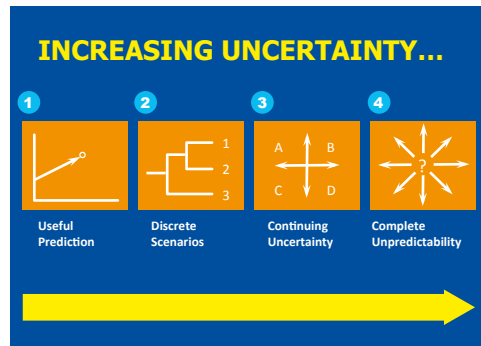 INCREASING UNCERTAINTY...
1
2
3
4
1
2
3
A B
C D
?
Useful
Prediction
Discrete
Scenarios
Continuing
Uncertainty
Complete
Unpredictability